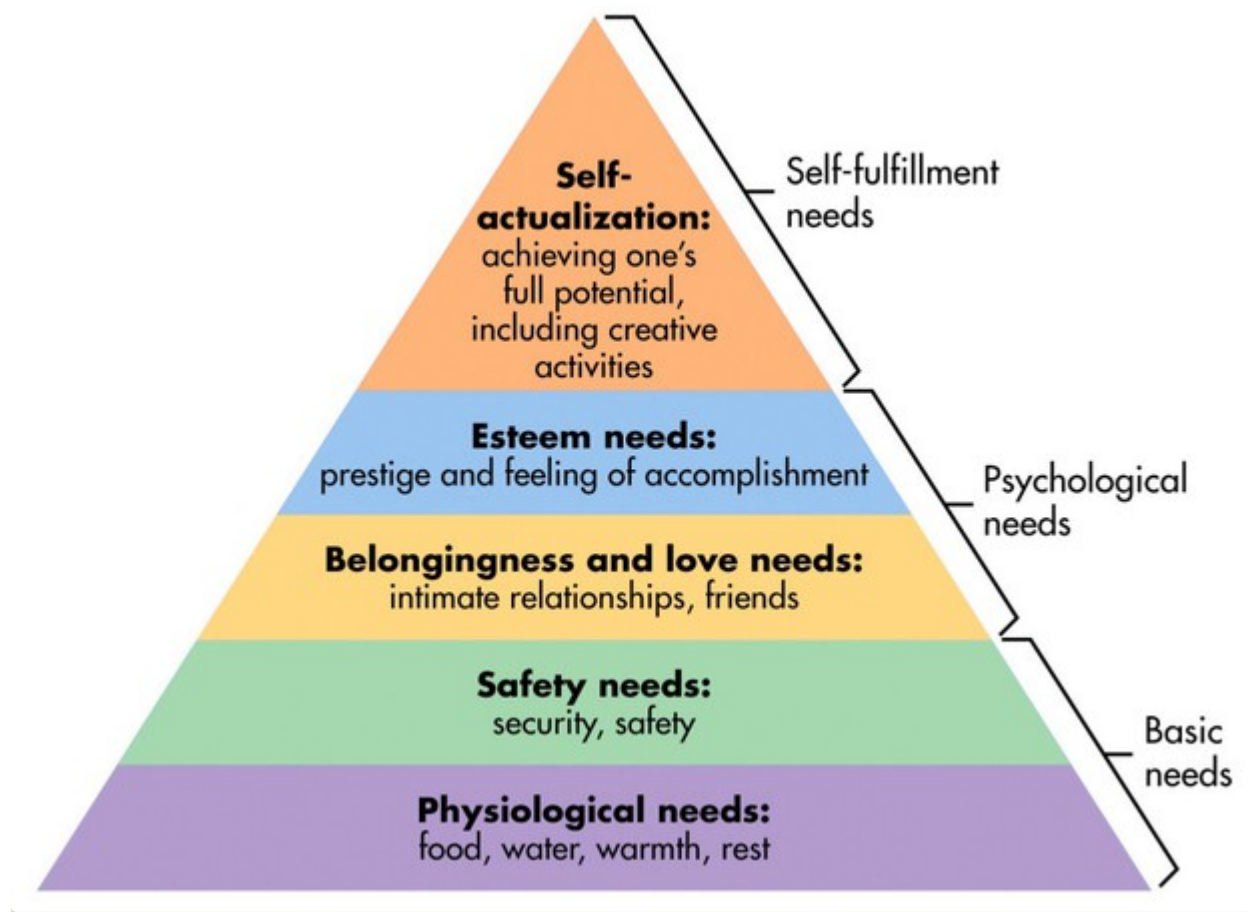 Self-
actualization:
achieving one's
full potential,
including creative
activities
Self-fulfillment
needs
Esteem needs:
prestige and feeling of accomplishment
Psychological
needs
Belongingness and love needs:
intimate relationships, friends
Safety needs:
security, safety
Basic
needs
Physiological needs:
food, water, warmth, rest